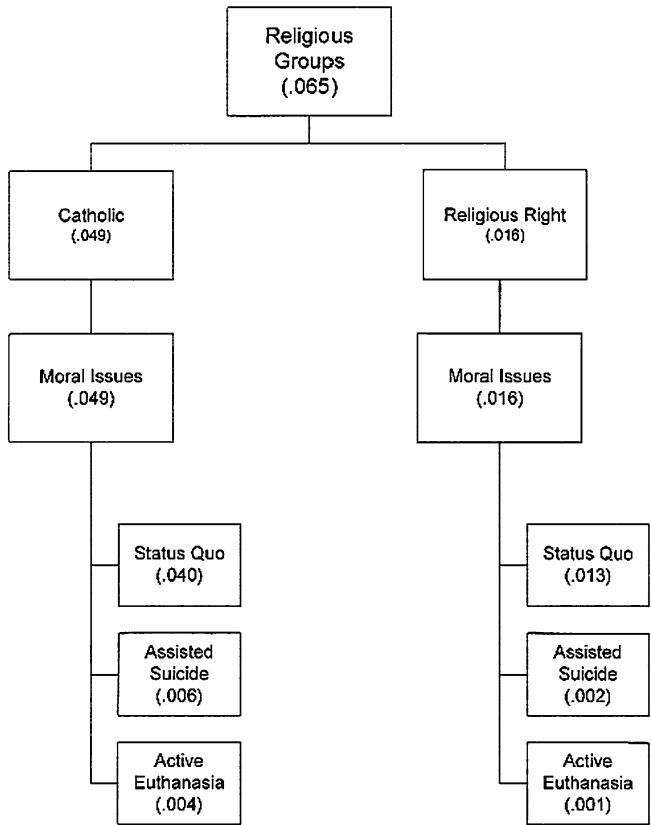 Religious
Groups
(.065)
Catholic
(.049)
Religious Right
(.016)
Moral Issues
(.049)
Moral Issues
(.016)
Status Quo
(.040)
Status Quo
(.013)
Assisted
Suicide
(.006)
Assisted
Suicide
(.002)
Active
Euthanasia
(.004)
Active
Euthanasia
(.001)